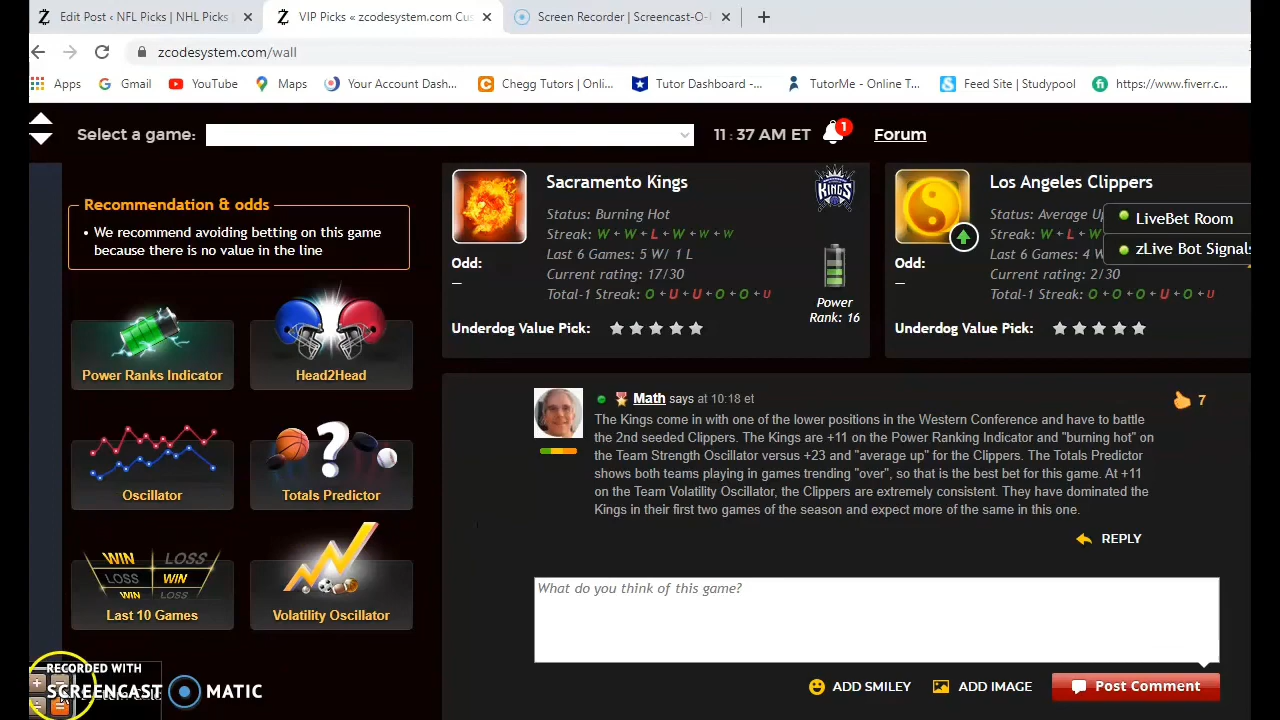 Edit Post ‹ NFL Picks | NHL Picks
VIP Picks « zcodesystem.com Cus
Screen Recorder | Screencast-O-
zcodesystem.com/wall
Apps
Gmail
YouTube
Maps
Your Account Dash...
Chegg Tutors | Onli...
Tutor Dashboard -...
TutorMe - Online T...
Feed Site | Studypool
https://www.fiverr.c...
Select a game:
11 : 37 AM ET
1
Forum
Recommendation & odds
• We recommend avoiding betting on this game
because there is no value in the line
Power Ranks Indicator
Head2Head
Oscillator
Totals Predictor
WIN LOSS
LOSS WIN
WIN LOSS
Last 10 Games
Volatility Oscillator
Sacramento Kings
KINGS
Status: Burning Hot
Streak: W ← W ← L ← W ← W ← W
Odd:
Last 6 Games: 5 W/ 1 L
—
Current rating: 17/30
Total-1 Streak: O ← U ← U ← O ← O ← U
Power
Rank: 16
Underdog Value Pick:
Los Angeles Clippers
Status: Average U
Streak: W ← L ← W
Odd:
Last 6 Games: 4 W
—
Current rating: 2/30
Total-1 Streak: O ← O ← O ← U ← O ← U
Underdog Value Pick:
LiveBet Room
zLive Bot Signals
Math says at 10:18 et
7
The Kings come in with one of the lower positions in the Western Conference and have to battle
the 2nd seeded Clippers. The Kings are +11 on the Power Ranking Indicator and "burning hot" on
the Team Strength Oscillator versus +23 and "average up" for the Clippers. The Totals Predictor
shows both teams playing in games trending "over", so that is the best bet for this game. At +11
on the Team Volatility Oscillator, the Clippers are extremely consistent. They have dominated the
Kings in their first two games of the season and expect more of the same in this one.
REPLY
What do you think of this game?
ADD SMILEY
ADD IMAGE
Post Comment
RECORDED WITH
SCREENCAST MATIC